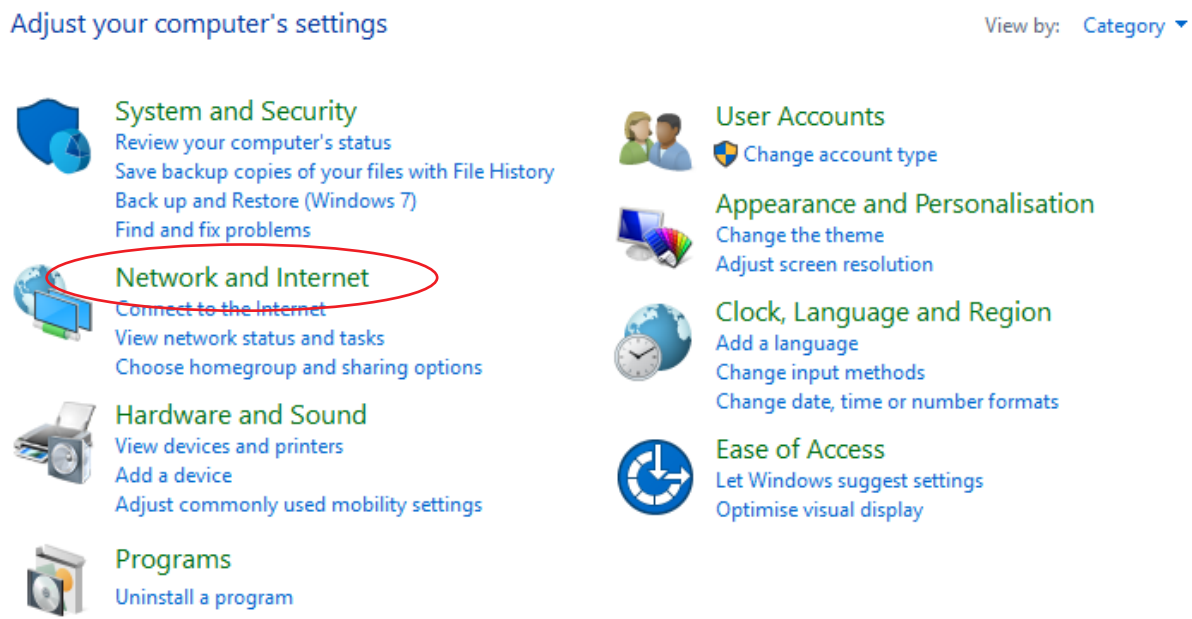 Adjust your computer's settings
View by: Category
System and Security
Review your computer's status
Save backup copies of your files with File History
Back up and Restore (Windows 7)
Find and fix problems
Network and Internet
Connect to the Internet
View network status and tasks
Choose homegroup and sharing options
Hardware and Sound
View devices and printers
Add a device
Adjust commonly used mobility settings
Programs
Uninstall a program
User Accounts
Change account type
Appearance and Personalisation
Change the theme
Adjust screen resolution
Clock, Language and Region
Add a language
Change input methods
Change date, time or number formats
Ease of Access
Let Windows suggest settings
Optimise visual display